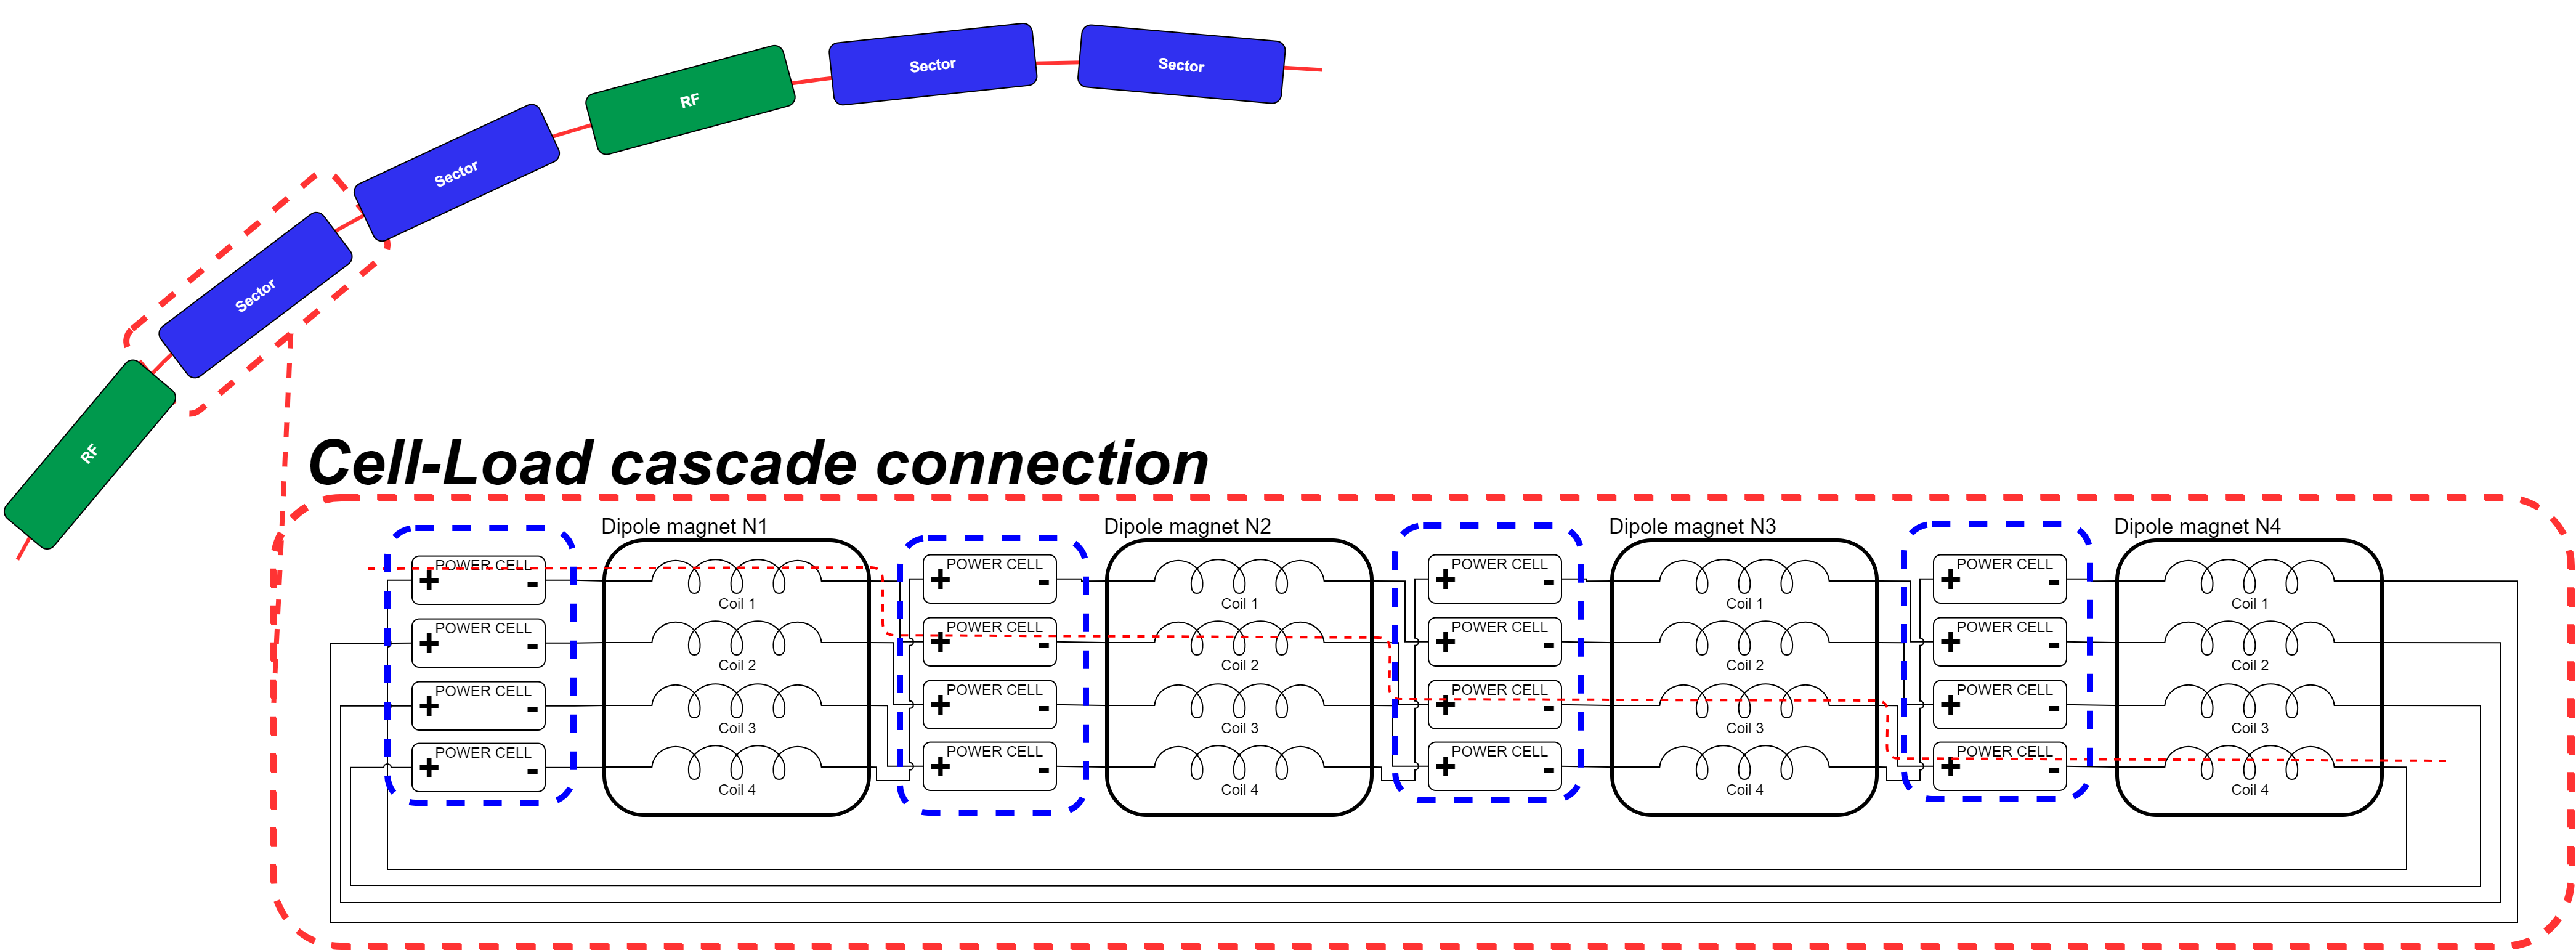 Sector
Sector
RF
Sector
Sector
RF
Cell-Load cascade connection
Dipole magnet N1
Dipole magnet N2
Dipole magnet N3
Dipole magnet N4
POWER CELL
+ -
Coil 1
POWER CELL
+ -
Coil 1
POWER CELL
+ -
Coil 1
POWER CELL
+ -
Coil 1
POWER CELL
+ -
Coil 2
POWER CELL
+ -
Coil 2
POWER CELL
+ -
Coil 2
POWER CELL
+ -
Coil 2
POWER CELL
+ -
Coil 3
POWER CELL
+ -
Coil 3
POWER CELL
+ -
Coil 3
POWER CELL
+ -
Coil 3
POWER CELL
+ -
Coil 4
POWER CELL
+ -
Coil 4
POWER CELL
+ -
Coil 4
POWER CELL
+ -
Coil 4